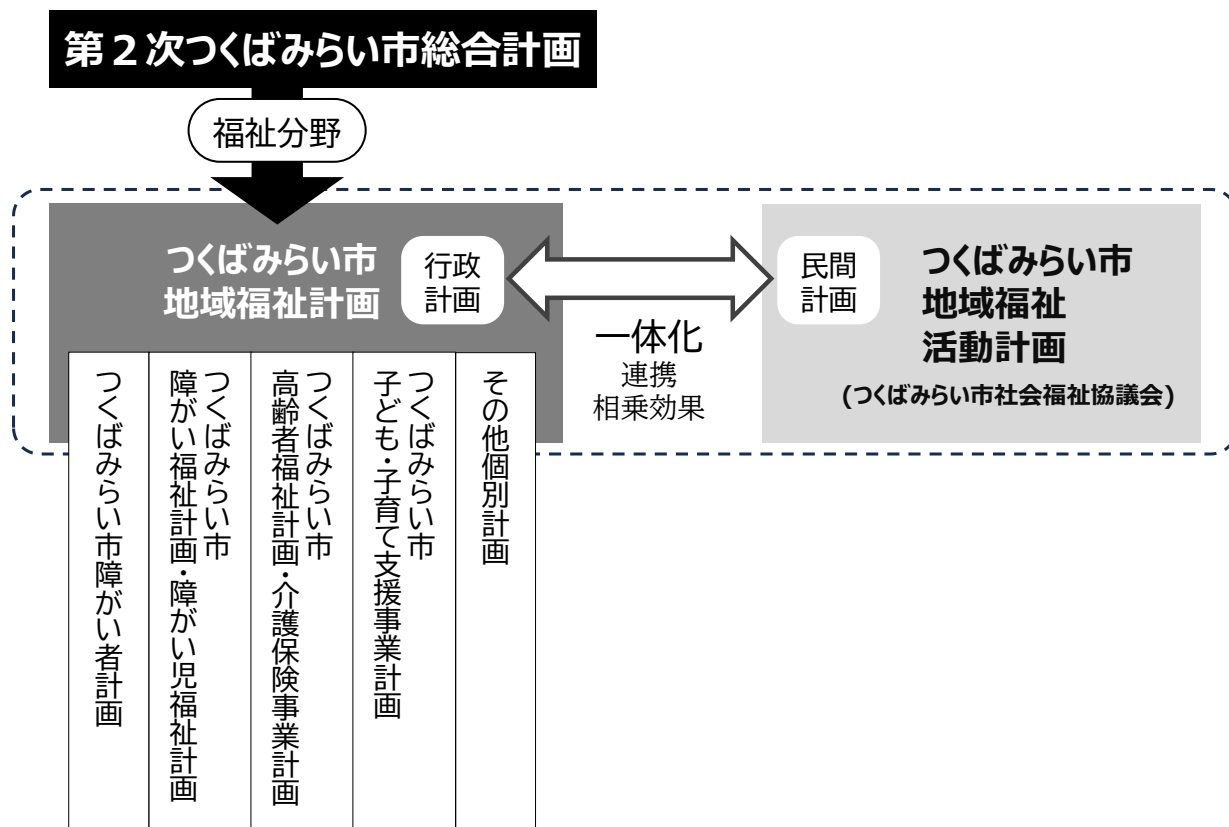 第２次つくばみらい市総合計画
福祉分野
つくばみらい市
地域福祉計画
行政
計画
一体化
連携
相乗効果
民間
計画
つくばみらい市
地域福祉
活動計画
(つくばみらい市社会福祉協議会)
つくばみらい市障がい者計画
つくばみらい市
障がい福祉計画・障がい児福祉計画
つくばみらい市
高齢者福祉計画・介護保険事業計画
つくばみらい市
子ども・子育て支援事業計画
その他個別計画